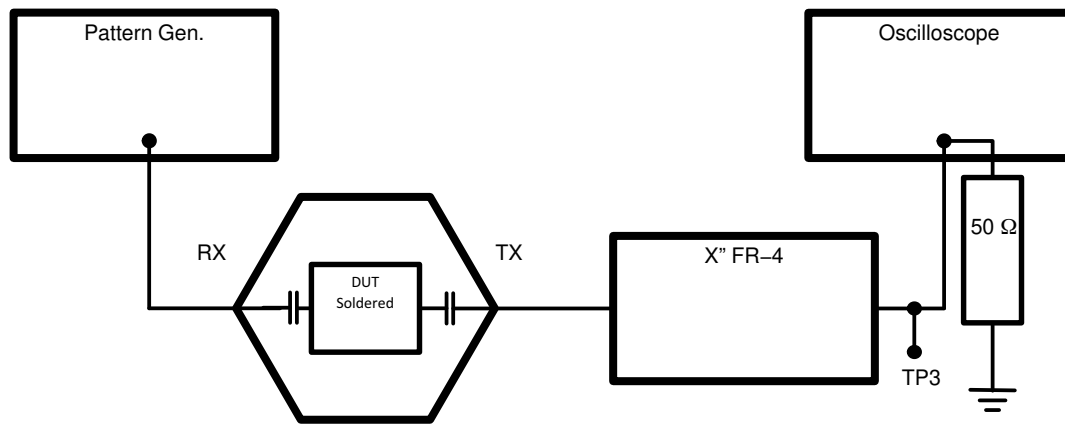 Pattern Gen.
Oscilloscope
RX
TX
DUT
Soldered
X” FR−4
50 Ω
TP3